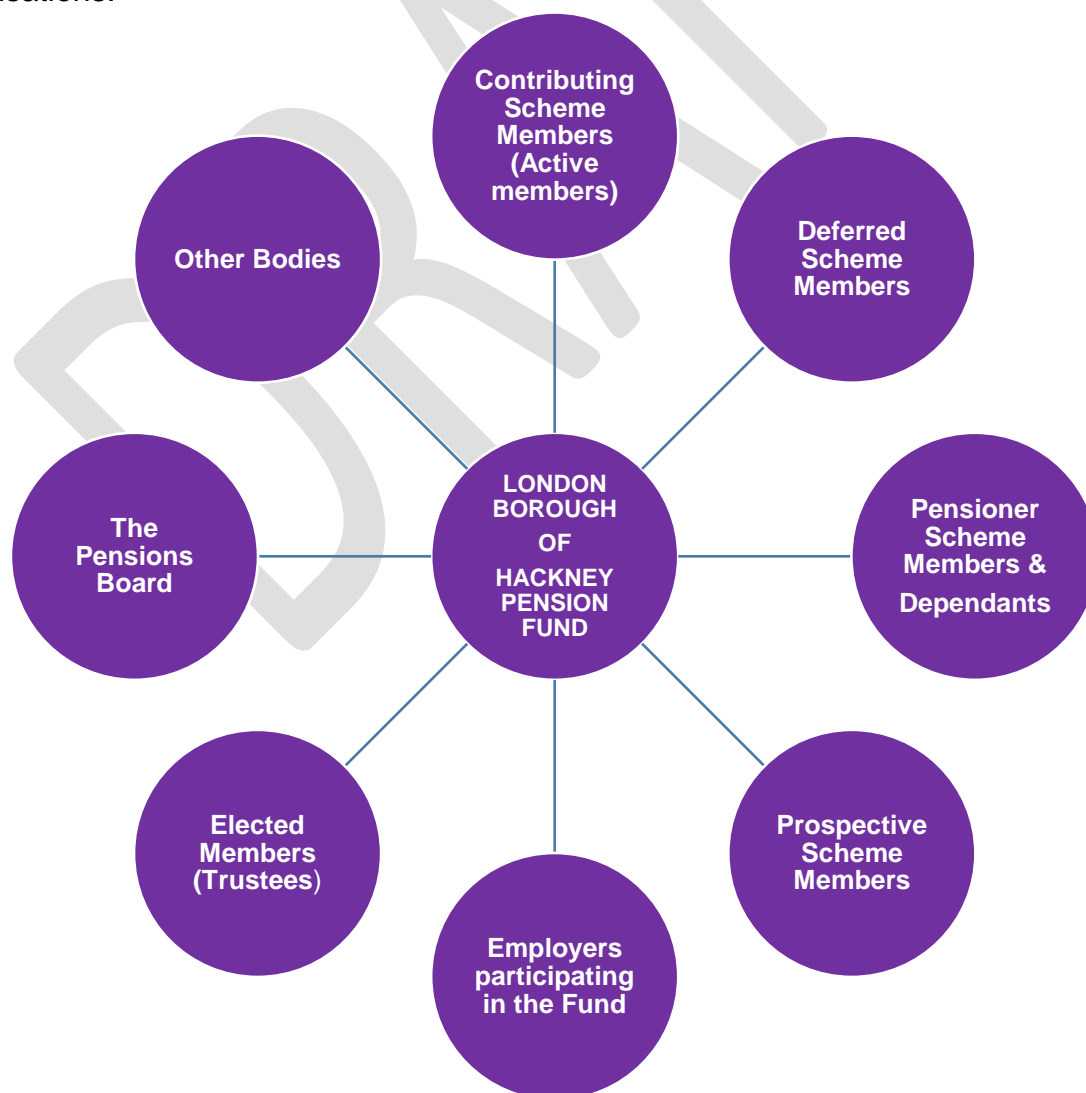 Contributing
Scheme
Members
(Active
members)
Deferred
Scheme
Members
Pensioner
Scheme
Members &
Dependants
Prospective
Scheme
Members
Employers
participating
in the Fund
Elected
Members
(Trustees)
The
Pensions
Board
Other Bodies
LONDON
BOROUGH
OF
HACKNEY
PENSION
FUND